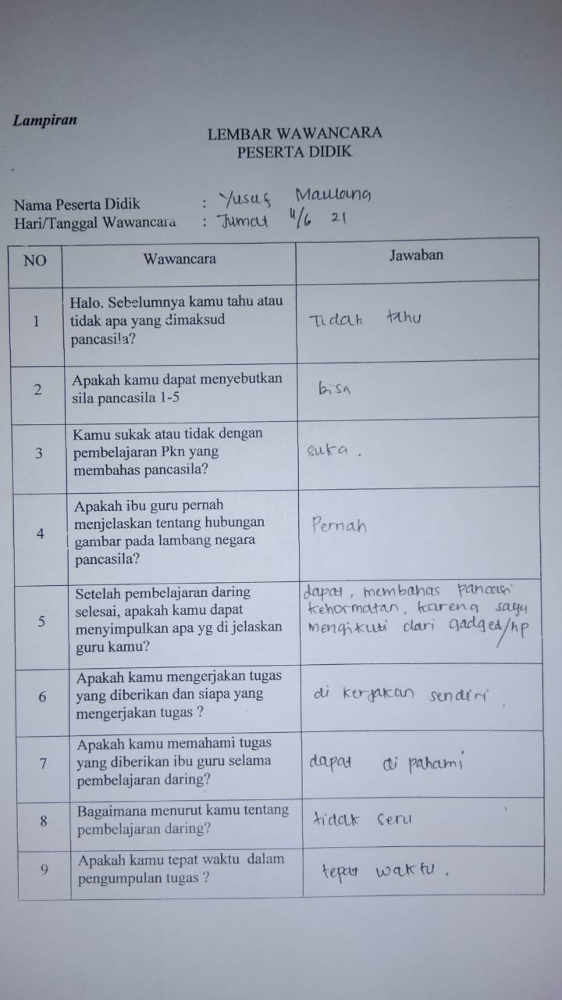 Lampiran
LEMBAR WAWANCARA
PESERTA DIDIK
Nama Peserta Didik : Yusuf Maulana
Hari/Tanggal Wawancara : Jumat 4/6 21
NO Wawancara Jawaban
1 Halo. Sebelumnya kamu tahu atau
tidak apa yang dimaksud
pancasila?
Tidak tahu
2 Apakah kamu dapat menyebutkan
sila pancasila 1-5
bisa
3 Kamu sukak atau tidak dengan
pembelajaran Pkn yang
membahas pancasila?
suka.
4 Apakah ibu guru pernah
menjelaskan tentang hubungan
gambar pada lambang negara
pancasila?
Pernah
5 Setelah pembelajaran daring
selesai, apakah kamu dapat
menyimpulkan apa yg di jelaskan
guru kamu?
dapat, membahas
kehormatan. karena saya
mengikuti dari gadged/hp
6 Apakah kamu mengerjakan tugas
yang diberikan dan siapa yang
mengerjakan tugas ?
di kerjakan sendiri.
7 Apakah kamu memahami tugas
yang diberikan ibu guru selama
pembelajaran daring?
dapat di pahami
8 Bagaimana menurut kamu tentang
pembelajaran daring?
tidak seru
9 Apakah kamu tepat waktu dalam
pengumpulan tugas ?
tepat waktu.